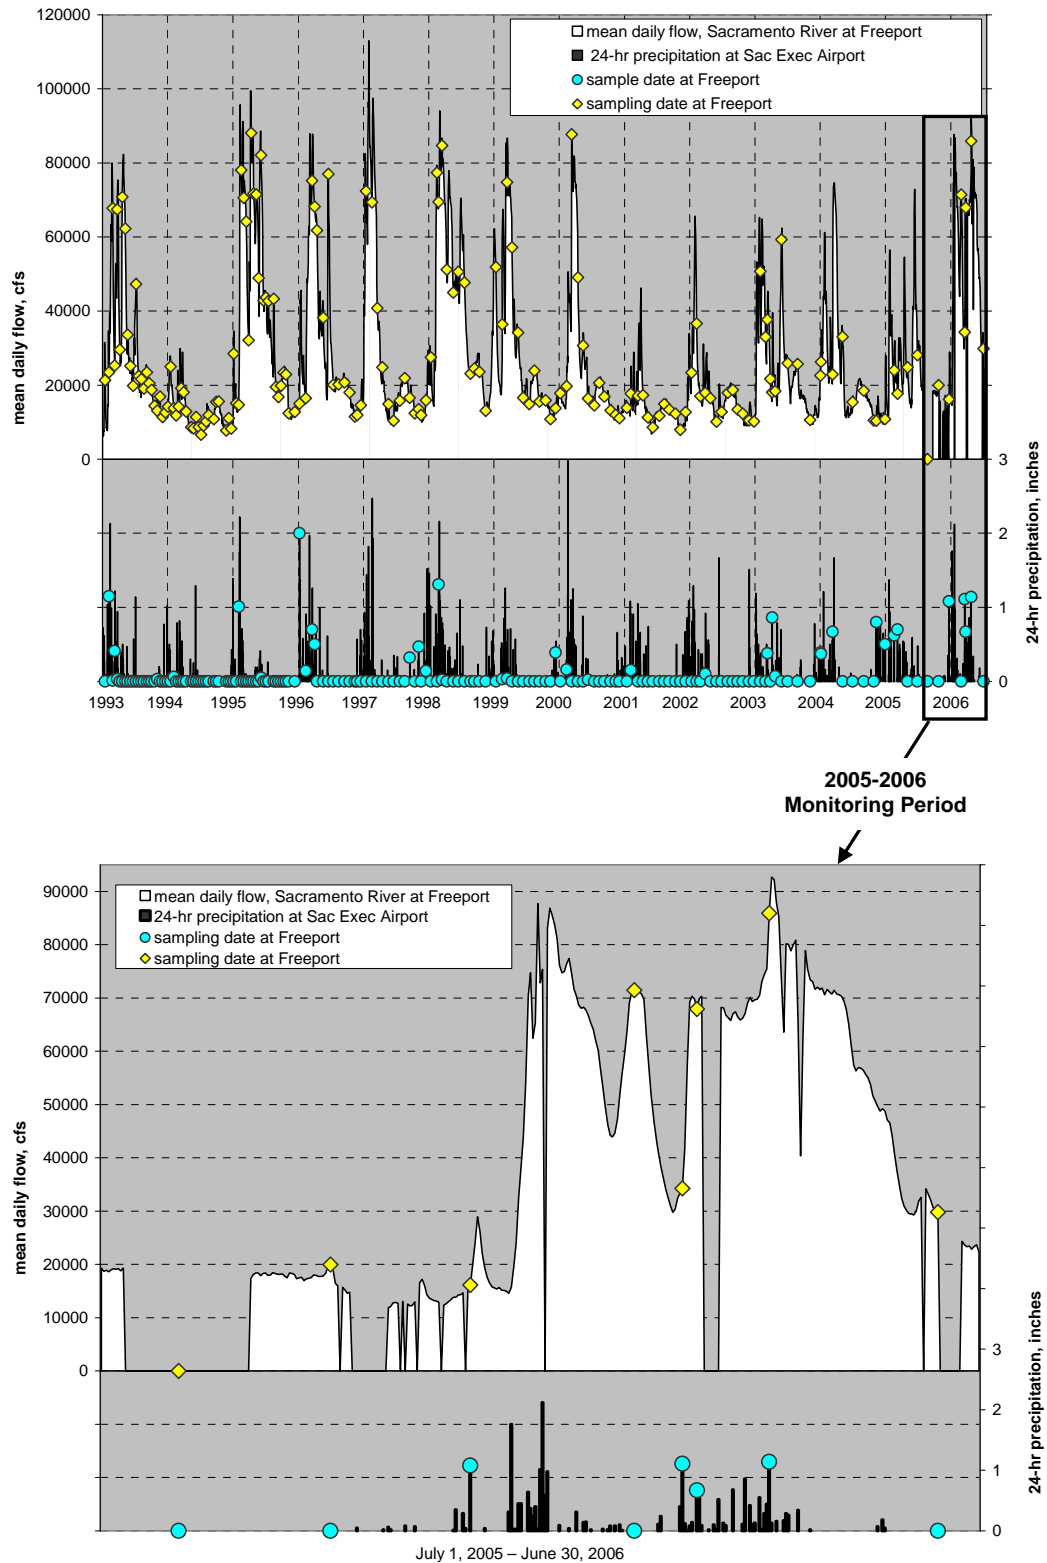 120000
100000
80000
60000
40000
20000
0
mean daily flow, cfs
mean daily flow, Sacramento River at Freeport
24-hr precipitation at Sac Exec Airport
sample date at Freeport
sampling date at Freeport
3
2
1
0
24-hr precipitation, inches
1993 1994 1995 1996 1997 1998 1999 2000 2001 2002 2003 2004 2005 2006
2005-2006
Monitoring Period
90000
80000
70000
60000
50000
40000
30000
20000
10000
0
mean daily flow, cfs
mean daily flow, Sacramento River at Freeport
24-hr precipitation at Sac Exec Airport
sampling date at Freeport
sampling date at Freeport
3
2
1
0
24-hr precipitation, inches
July 1, 2005 – June 30, 2006